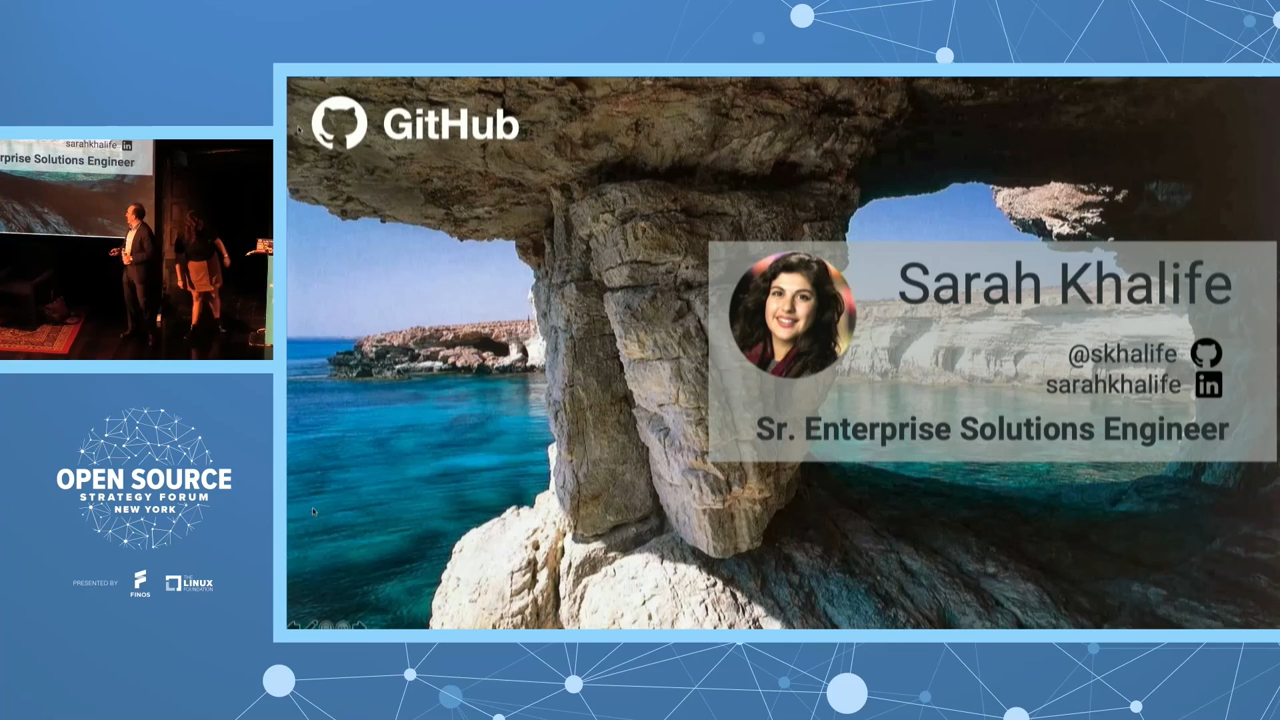 GitHub
Sarah Khalife
@skhalife
sarahkhalife
Sr. Enterprise Solutions Engineer
sarahkhalife
rprise Solutions Engineer
OPEN SOURCE
STRATEGY FORUM
NEW YORK
PRESENTED BY
FINOS
THE
LINUX
FOUNDATION